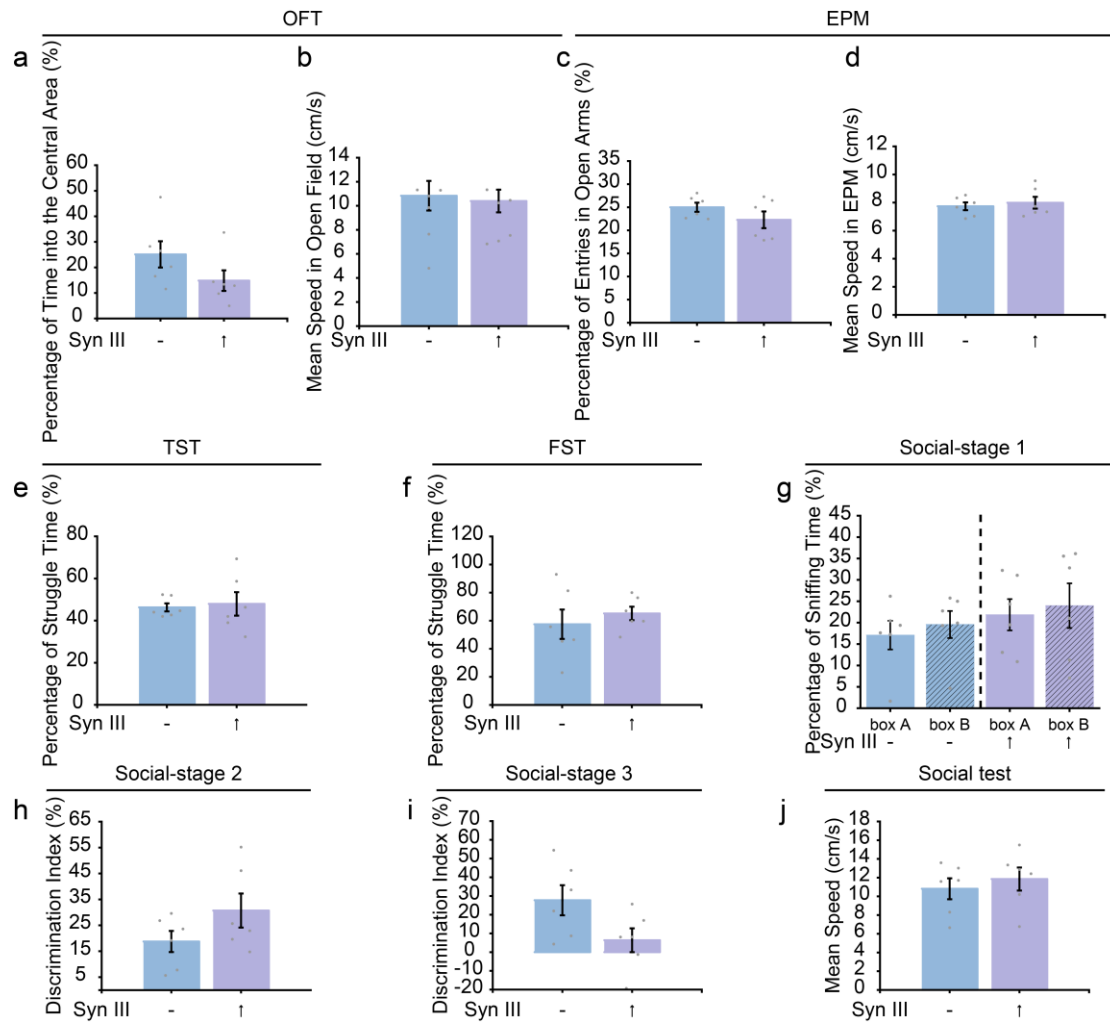 OFT
EPM
a
Percentage of Time into the Central Area (%)
60
50
40
30
20
10
0
Syn III - ↑
b
Mean Speed in Open Field (cm/s)
14
12
10
8
6
4
2
0
- ↑
c
Percentage of Entries in Open Arms (%)
35
30
25
20
15
10
5
0
Syn III - ↑
d
Mean Speed in EPM (cm/s)
12
10
8
6
4
2
0
- ↑
TST
FST
Social-stage 1
e
Percentage of Struggle Time (%)
80
60
40
20
0
Syn III - ↑
f
Percentage of Struggle Time (%)
120
100
80
60
40
20
0
Syn III - ↑
g
Percentage of Sniffing Time (%)
45
40
35
30
25
20
15
10
5
0
box A box B box A box B
Syn III - - ↑ ↑
Social-stage 2
Social-stage 3
Social test
h
Discrimination Index (%)
65
55
45
35
25
15
5
Syn III - ↑
i
Discrimination Index (%)
70
60
50
40
30
20
10
0
-10
-20
Syn III - ↑
j
Mean Speed (cm/s)
18
16
14
12
10
8
6
4
2
0
Syn III - ↑